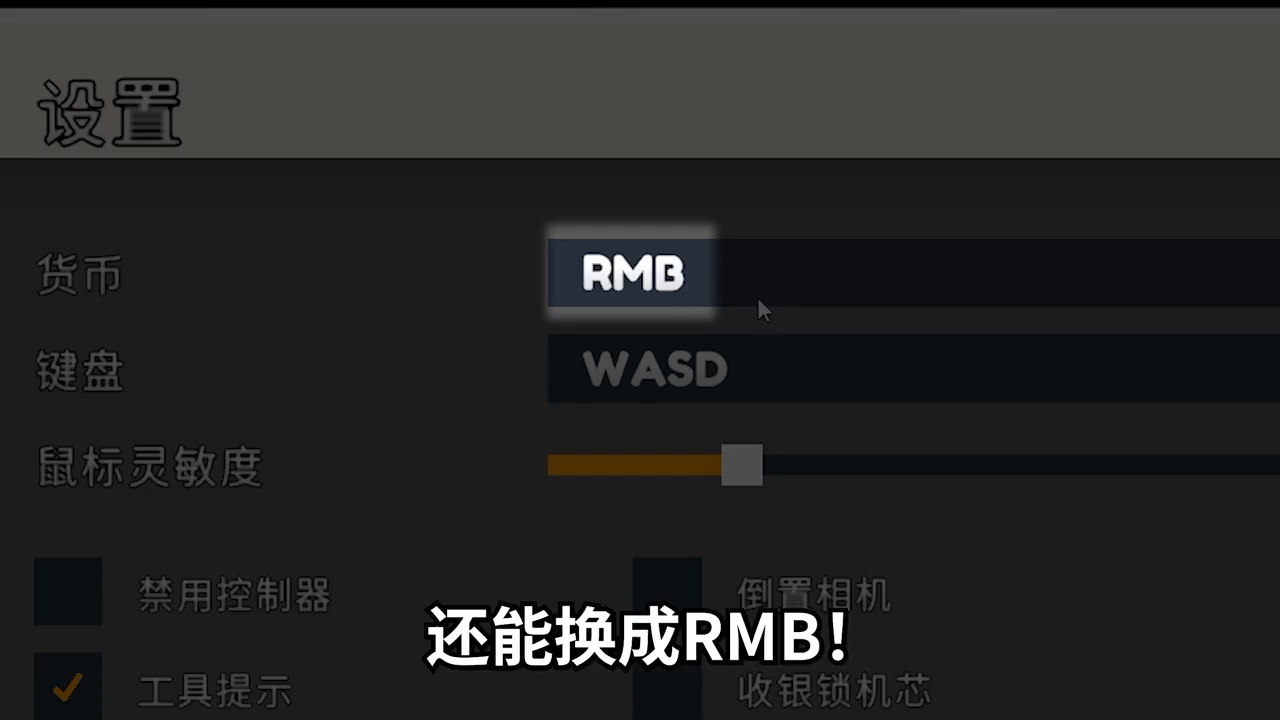 设置
货币 RMB
键盘 WASD
鼠标灵敏度
禁用控制器 倒置相机
还能换成RMB!
工具提示 收银锁机芯